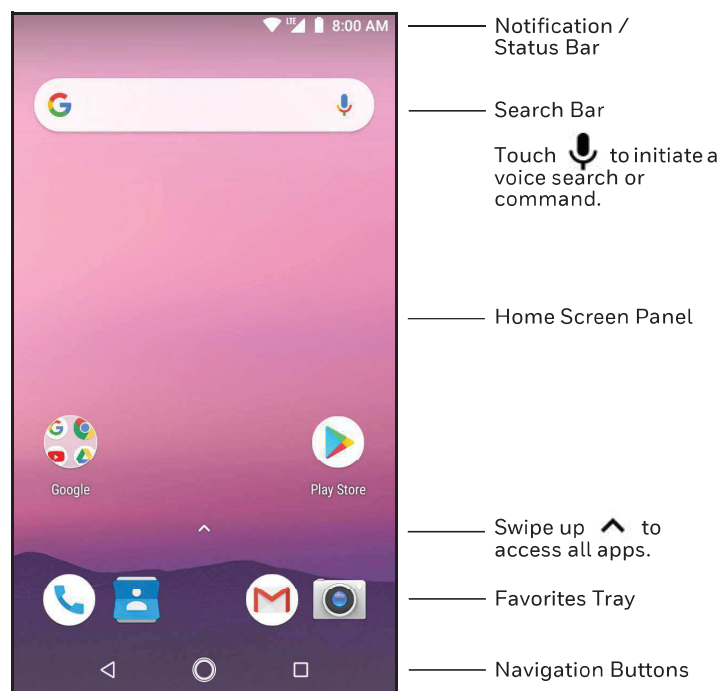 LTE 8:00 AM
Notification /
Status Bar
Search Bar
Touch to initiate a
voice search or
command.
Home Screen Panel
Google
Play Store
Swipe up to
access all apps.
Favorites Tray
Navigation Buttons